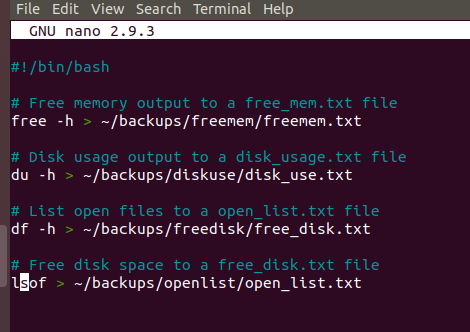 File Edit View Search Terminal Help
GNU nano 2.9.3
#!/bin/bash
# Free memory output to a free_mem.txt file
free -h > ~/backups/freemem/freemem.txt
# Disk usage output to a disk_usage.txt file
du -h > ~/backups/diskuse/disk_use.txt
# List open files to a open_list.txt file
df -h > ~/backups/freedisk/free_disk.txt
# Free disk space to a free_disk.txt file
lsof > ~/backups/openlist/open_list.txt